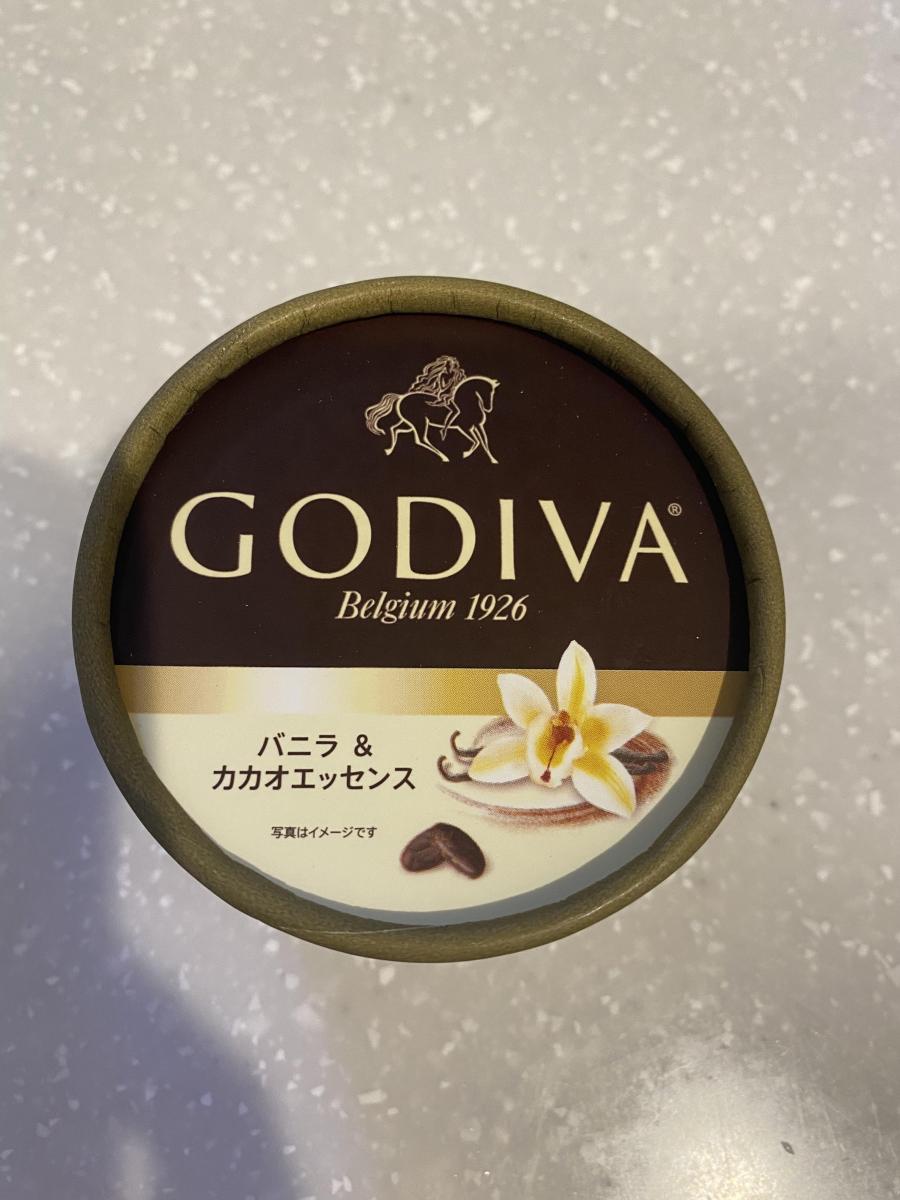 GODIVA®
Belgium 1926
バニラ &
カカオエッセンス
写真はイメージです